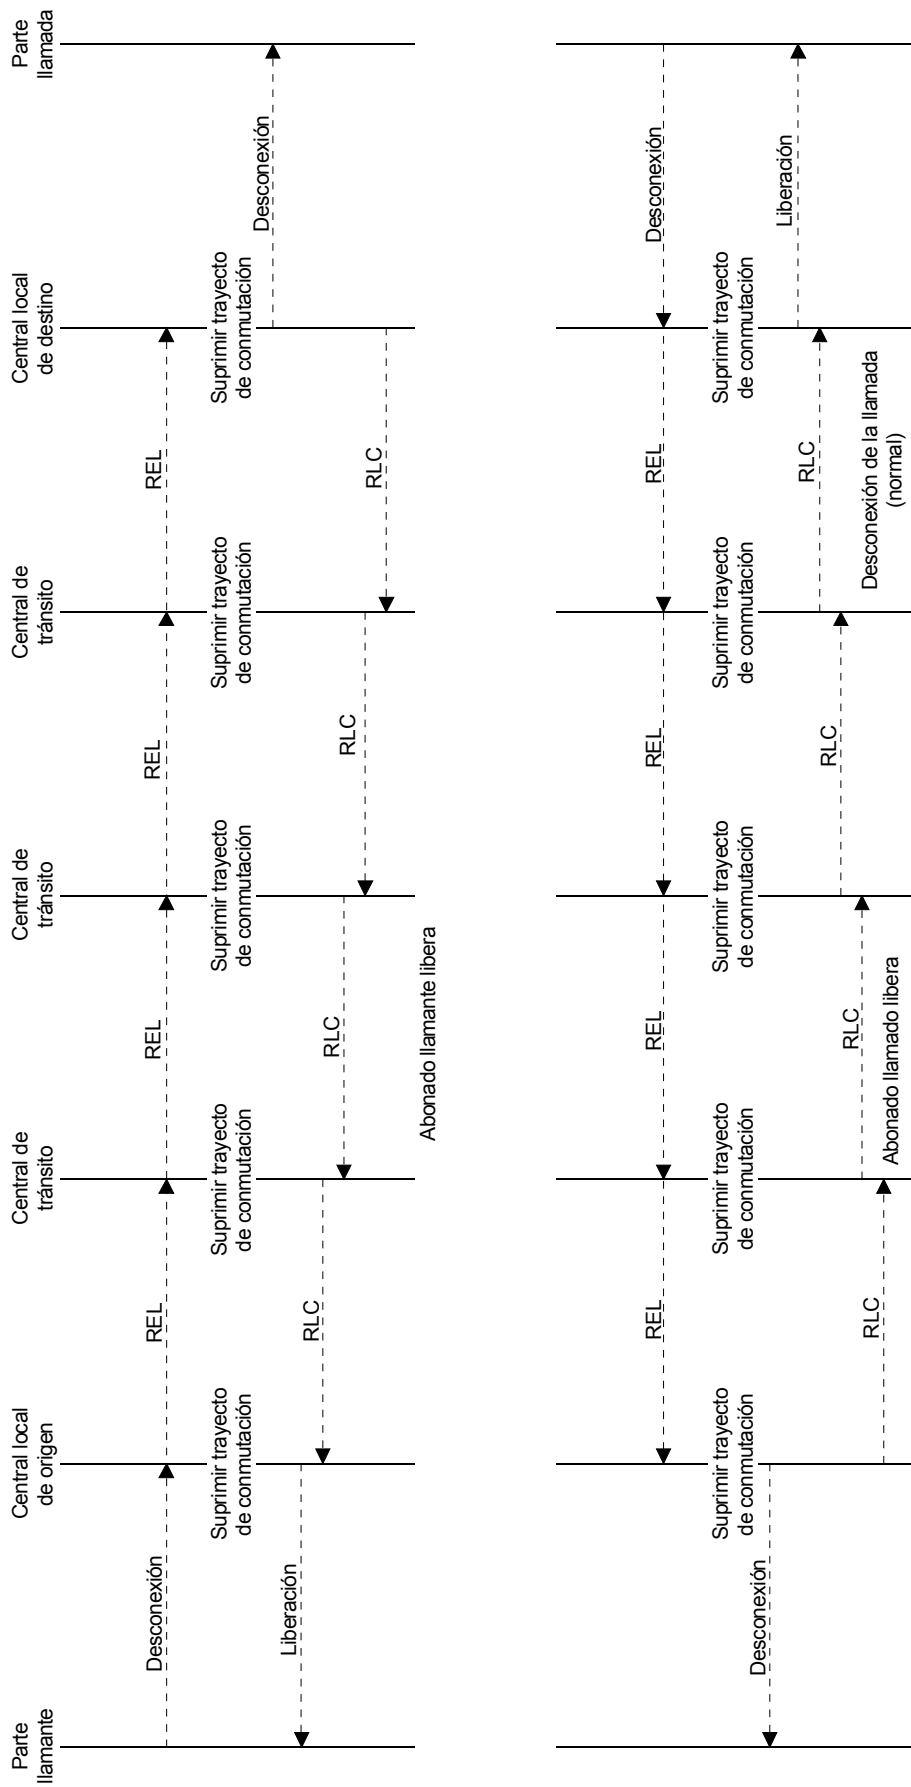 Parte
llamante
Central local
de origen
Central de
tránsito
Central de
tránsito
Central de
tránsito
Central local
de destino
Parte
llamada
Desconexión
REL
REL
REL
REL
Suprimir trayecto
de conmutación
Suprimir trayecto
de conmutación
Suprimir trayecto
de conmutación
Suprimir trayecto
de conmutación
Suprimir trayecto
de conmutación
Desconexión
Liberación
RLC
RLC
RLC
RLC
Abonado llamante libera
REL
REL
REL
REL
Desconexión
Suprimir trayecto
de conmutación
Suprimir trayecto
de conmutación
Suprimir trayecto
de conmutación
Suprimir trayecto
de conmutación
Suprimir trayecto
de conmutación
Desconexión
Liberación
RLC
RLC
RLC
RLC
Abonado llamado libera
Desconexión de la llamada
(normal)